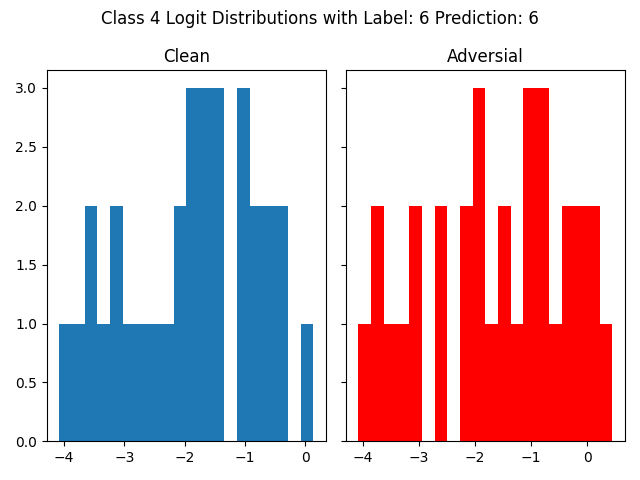 Class 4 Logit Distributions with Label: 6 Prediction: 6
Clean
Adversial
3.0
2.5
2.0
1.5
1.0
0.5
0.0
−4 −3 −2 −1 0
−4 −3 −2 −1 0